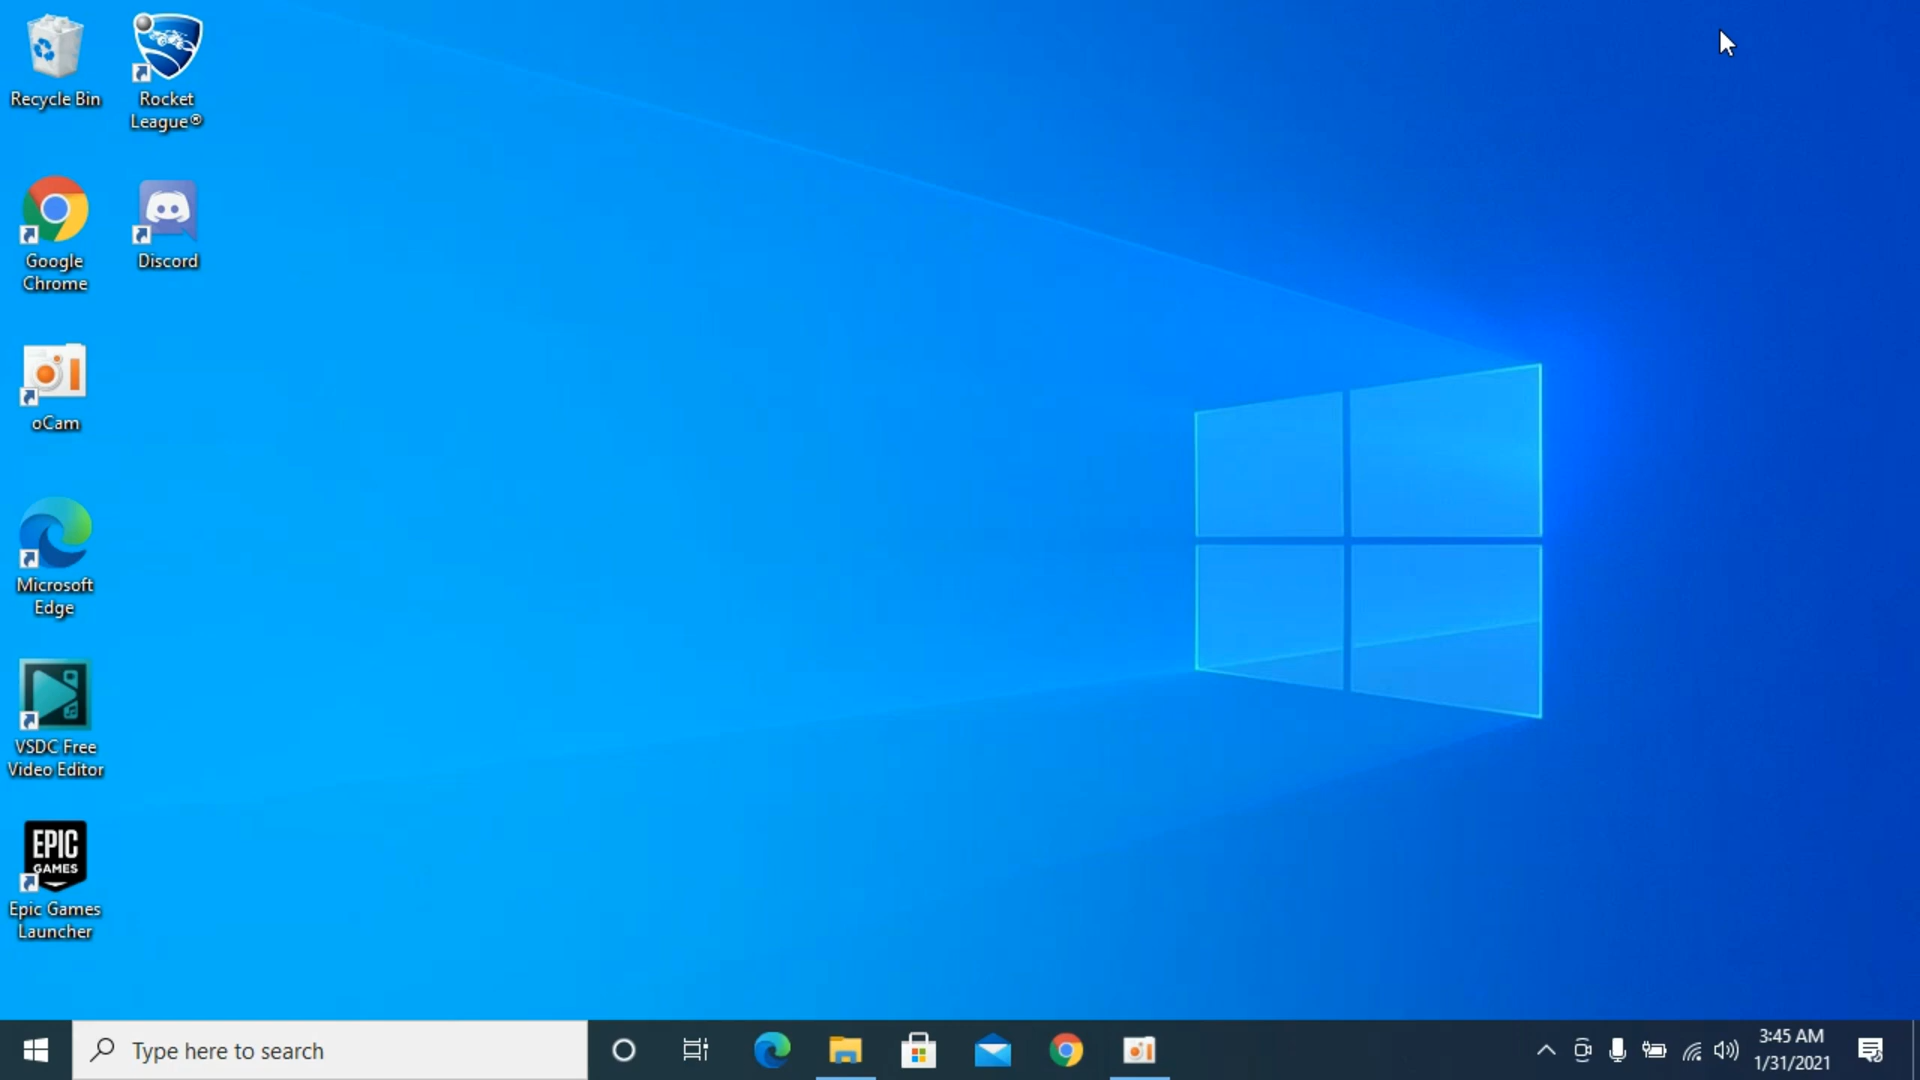 Recycle Bin
Rocket
League®
Google
Chrome
Discord
oCam
Microsoft
Edge
VSDC Free
Video Editor
EPIC
GAMES
Epic Games
Launcher
Type here to search
3:45 AM
1/31/2021